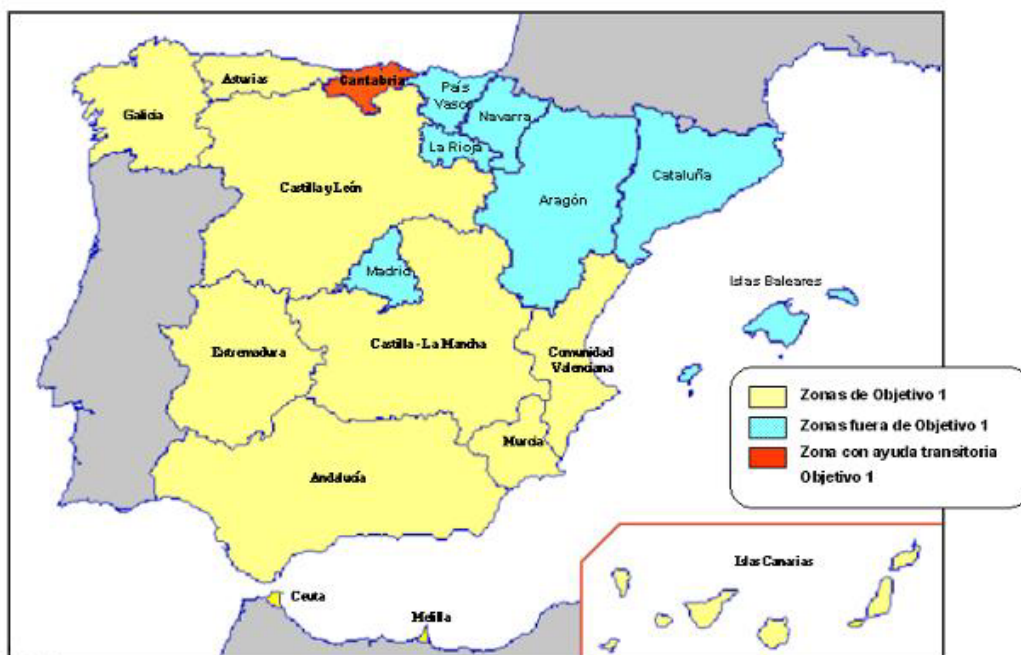 Asturias
Cantabria
País
Vasco
Navarra
Galicia
La Rioja
Cataluña
Castilla y León
Aragón
Madrid
Islas Baleares
Extremadura
Castilla - La Mancha
Comunidad
Valenciana
Zonas de Objetivo 1
Zonas fuera de Objetivo 1
Zona con ayuda transitoria
Objetivo 1
Murcia
Andalucía
Islas Canarias
Ceuta
Melilla